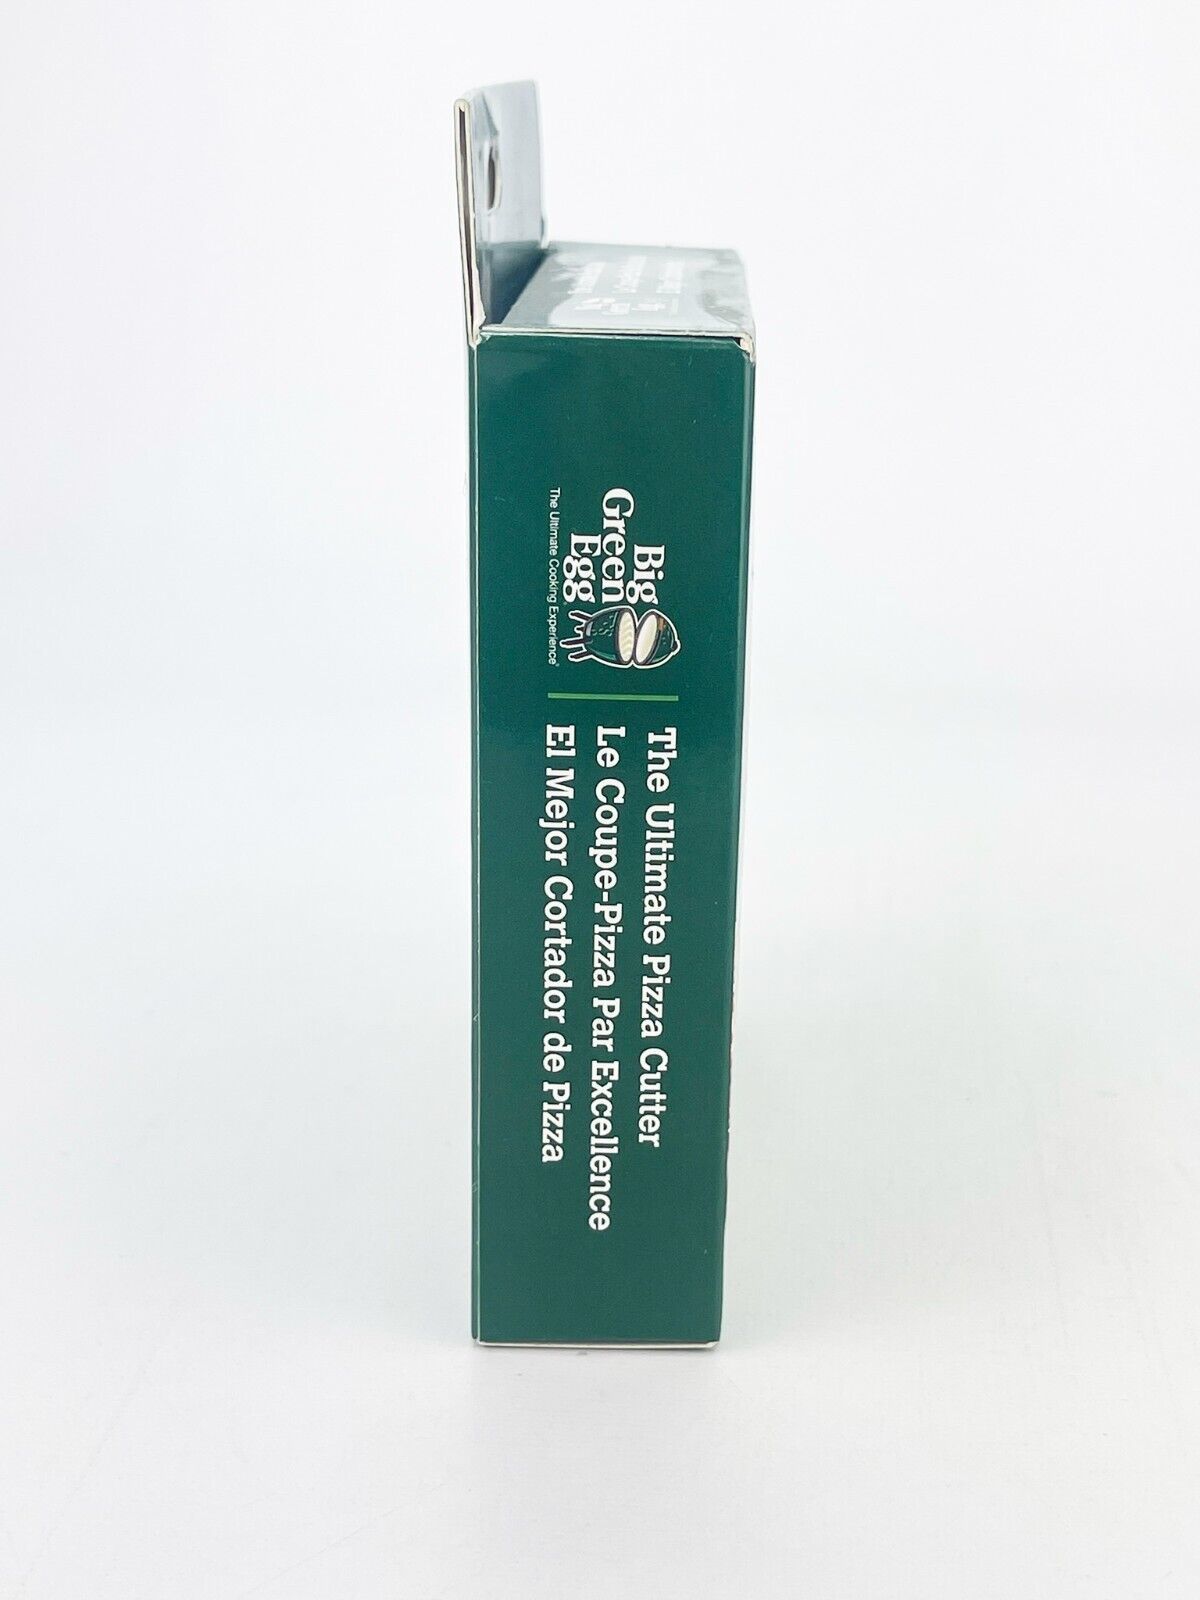 Big
Green
Egg®
The Ultimate Cooking Experience®
The Ultimate Pizza Cutter
Le Coupe-Pizza Par Excellence
El Mejor Cortador de Pizza